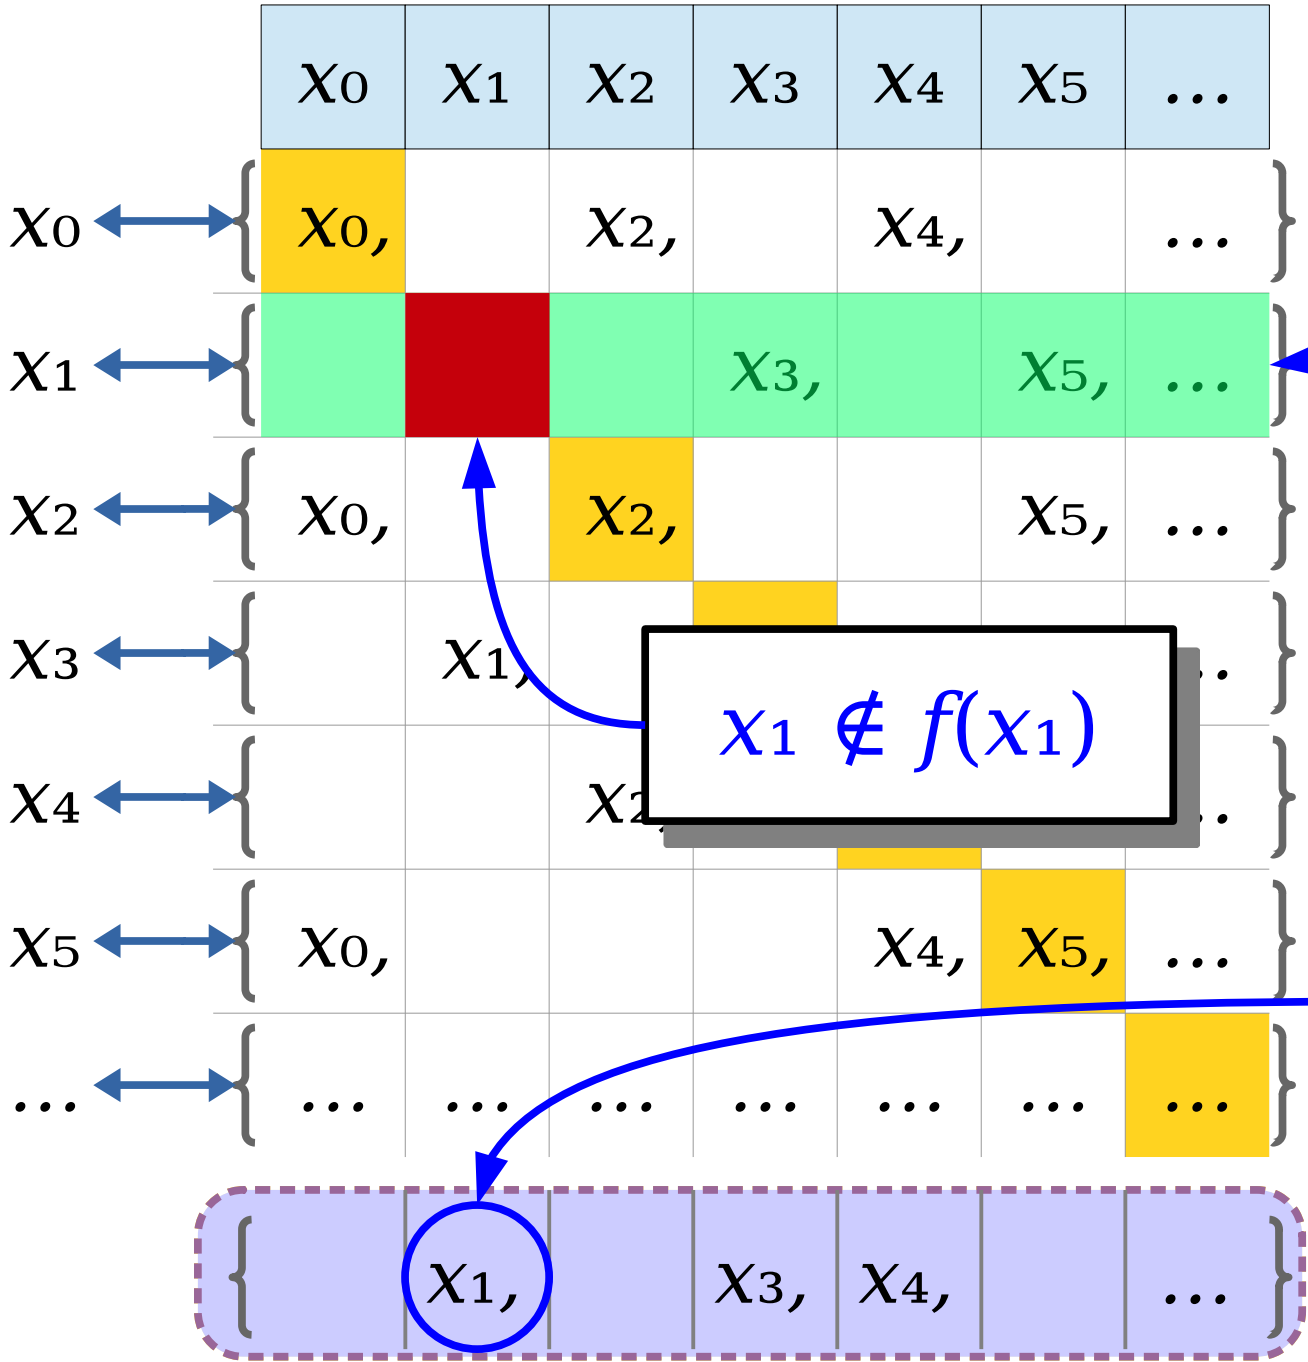 x₀ x₁ x₂ x₃ x₄ x₅ ...
x₀ { x₀, x₂, x₄, ... }
x₁ { x₃, x₅, ... }
x₂ { x₀, x₂, x₅, ... }
x₃ { x₁, }
x₁ ∉ f(x₁)
x₄ { x₂, }
x₅ { x₀, x₄, x₅, ... }
... { ... ... ... ... ... ... ... }
{ x₁, x₃, x₄, ... }